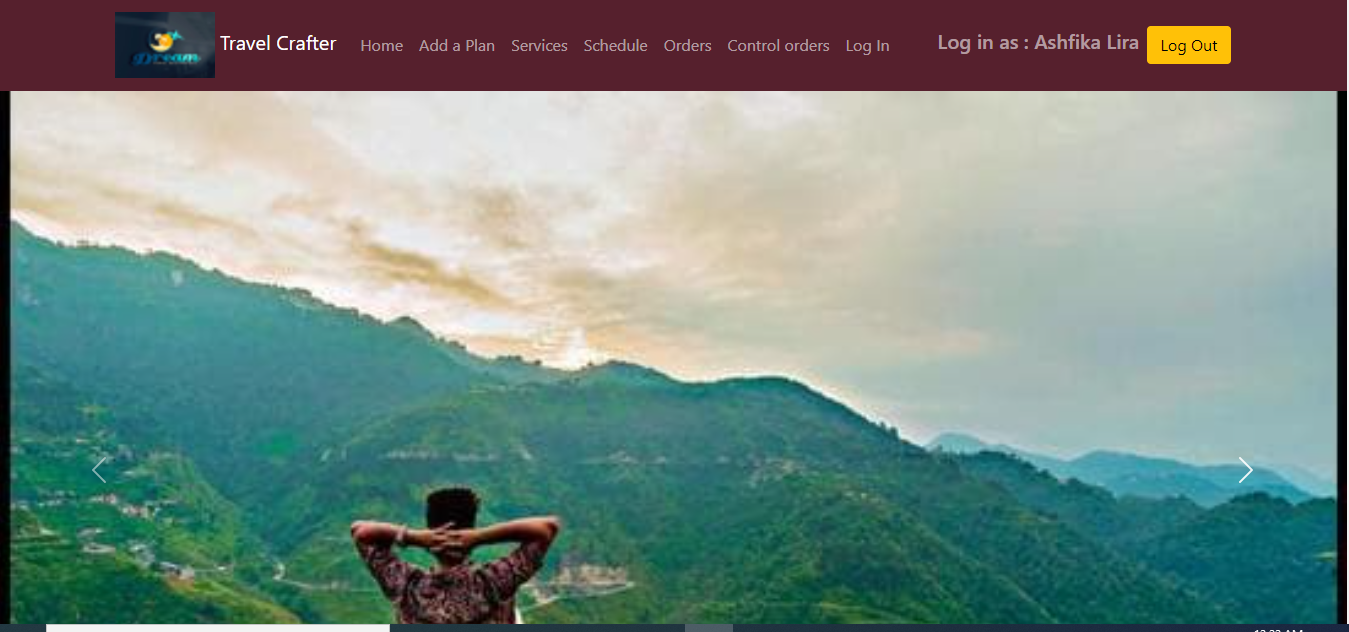 Dream
Travel Crafter
Home
Add a Plan
Services
Schedule
Orders
Control orders
Log In
Log in as : Ashfika Lira
Log Out